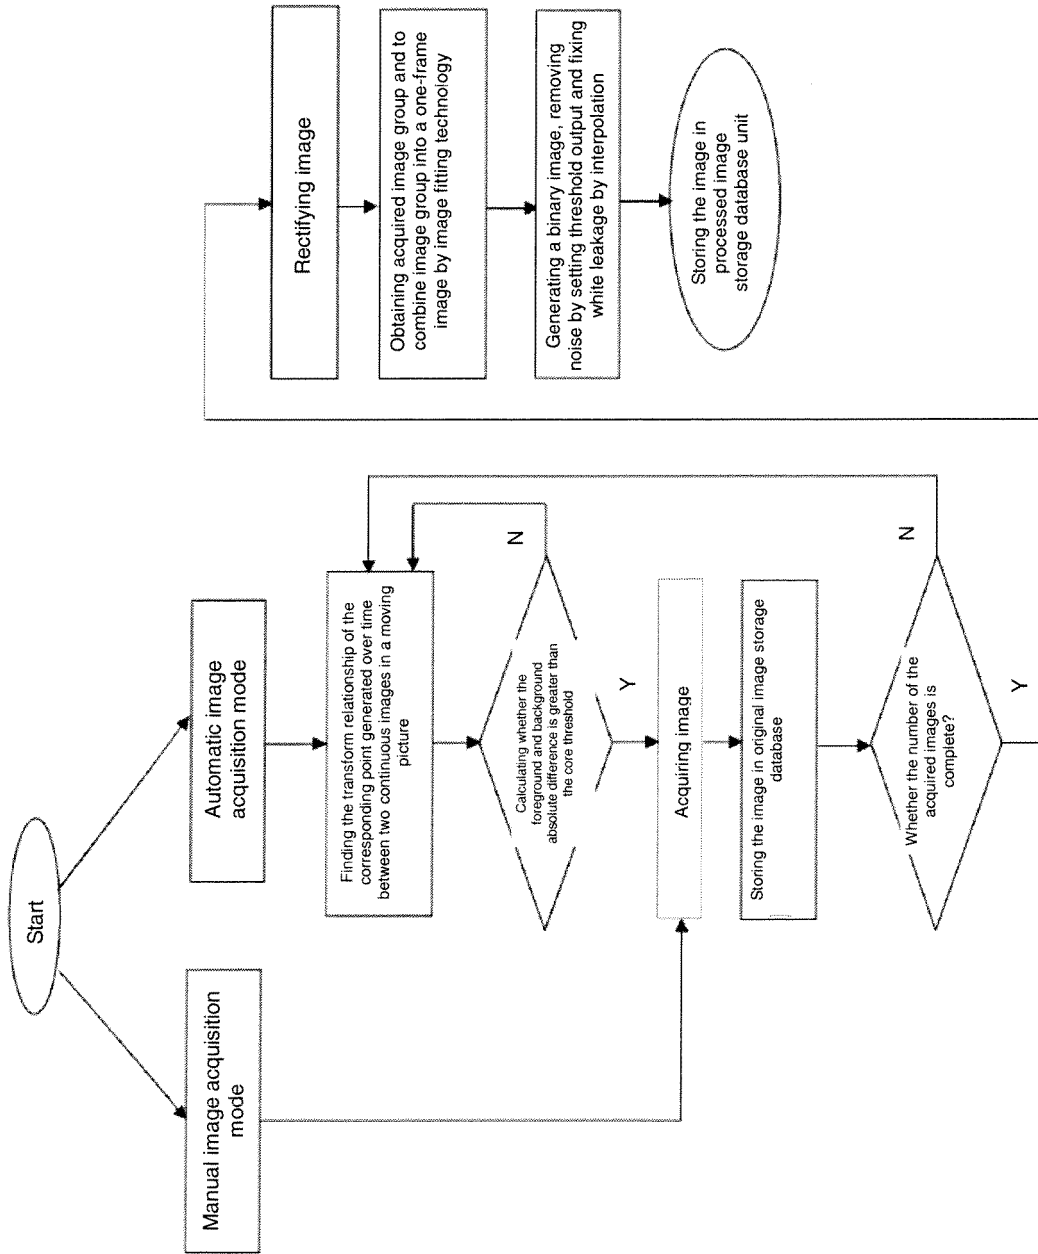 Start
Manual image acquisition
mode
Automatic image
acquisition mode
Finding the transform relationship of the
corresponding point generated over time
between two continuous images in a moving
picture
Calculating whether the
foreground and background
absolute difference is greater than
the core threshold
N
Y
Acquiring image
Storing the image in original image storage
database
Whether the number of the
acquired images is
complete?
N
Y
Rectifying image
Obtaining acquired image group and to
combine image group into a one-frame
image by image fitting technology
Generating a binary image, removing
noise by setting threshold output and fixing
white leakage by interpolation
Storing the image in
processed image
storage database unit